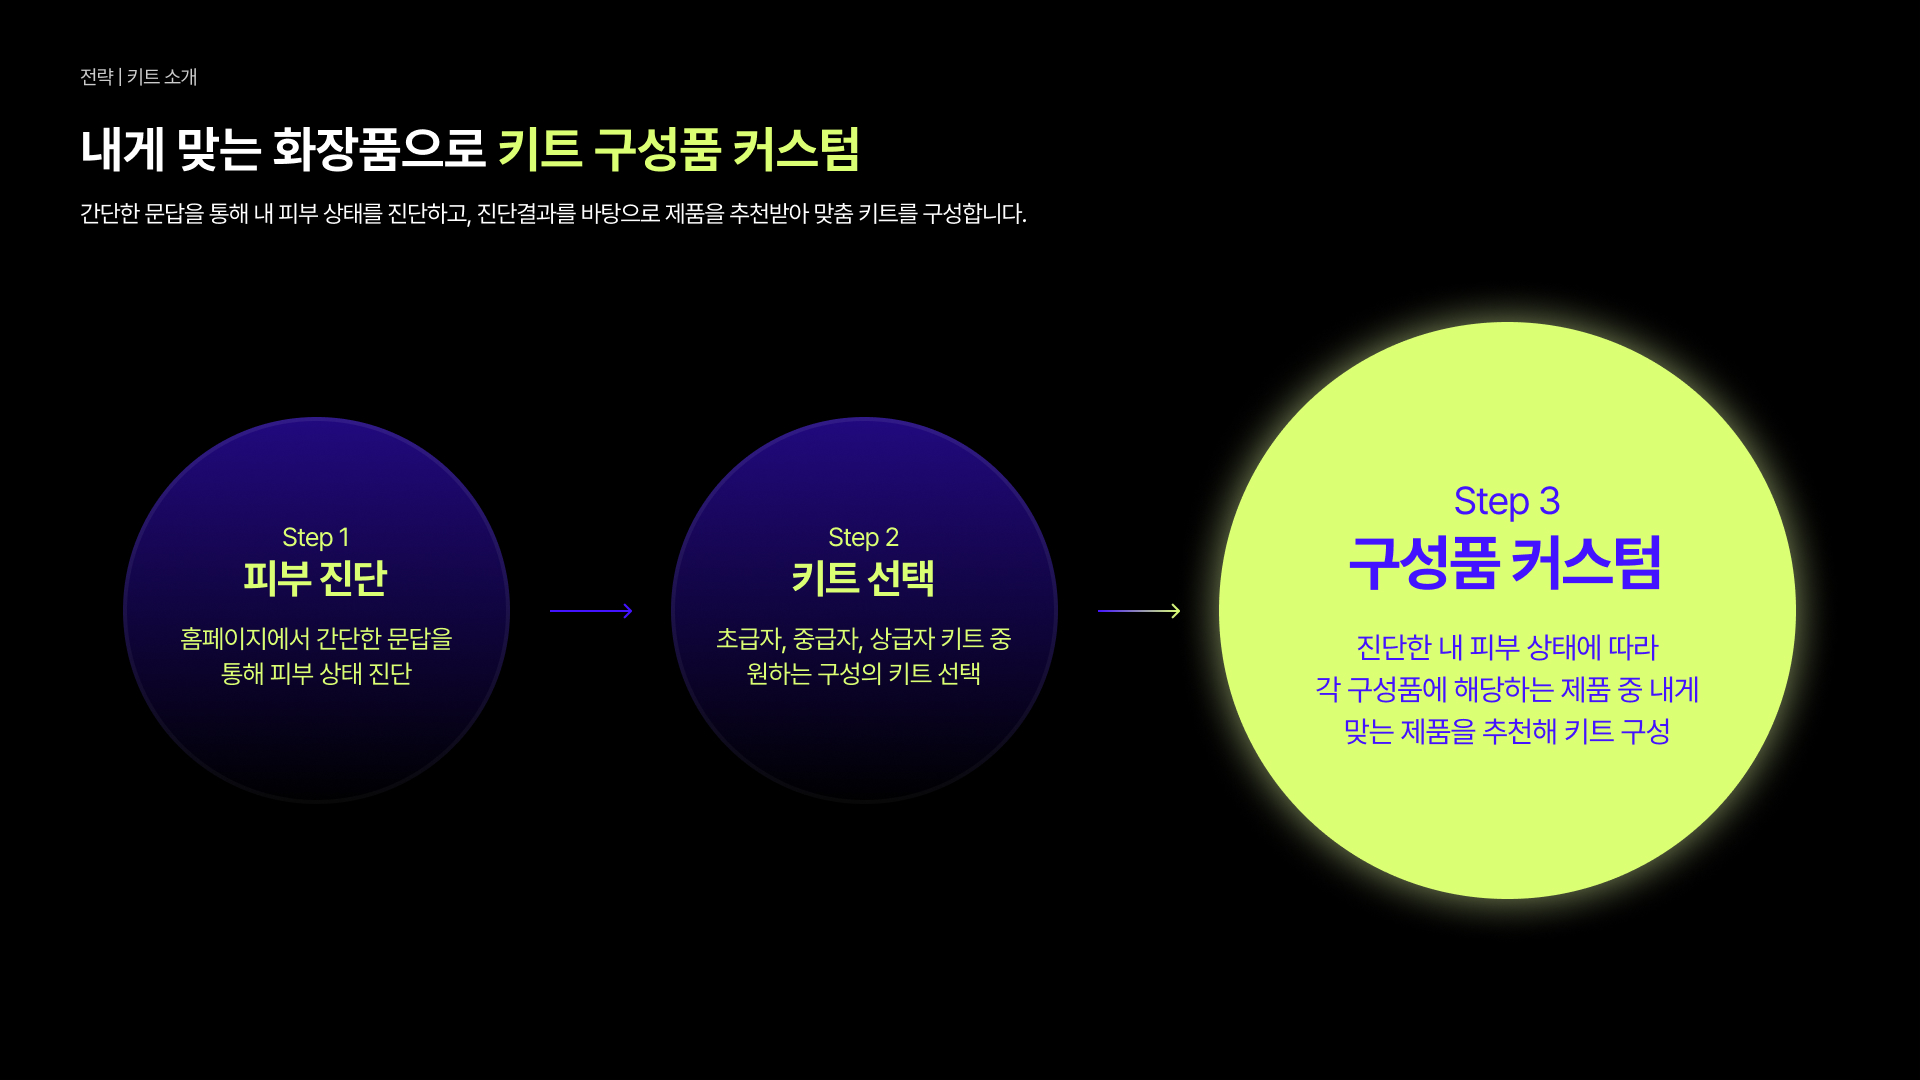 전략 | 키트 소개
내게 맞는 화장품으로 키트 구성품 커스텀
간단한 문답을 통해 내 피부 상태를 진단하고, 진단결과를 바탕으로 제품을 추천받아 맞춤 키트를 구성합니다.
Step 1
피부 진단
홈페이지에서 간단한 문답을
통해 피부 상태 진단
Step 2
키트 선택
초급자, 중급자, 상급자 키트 중
원하는 구성의 키트 선택
Step 3
구성품 커스텀
진단한 내 피부 상태에 따라
각 구성품에 해당하는 제품 중 내게
맞는 제품을 추천해 키트 구성